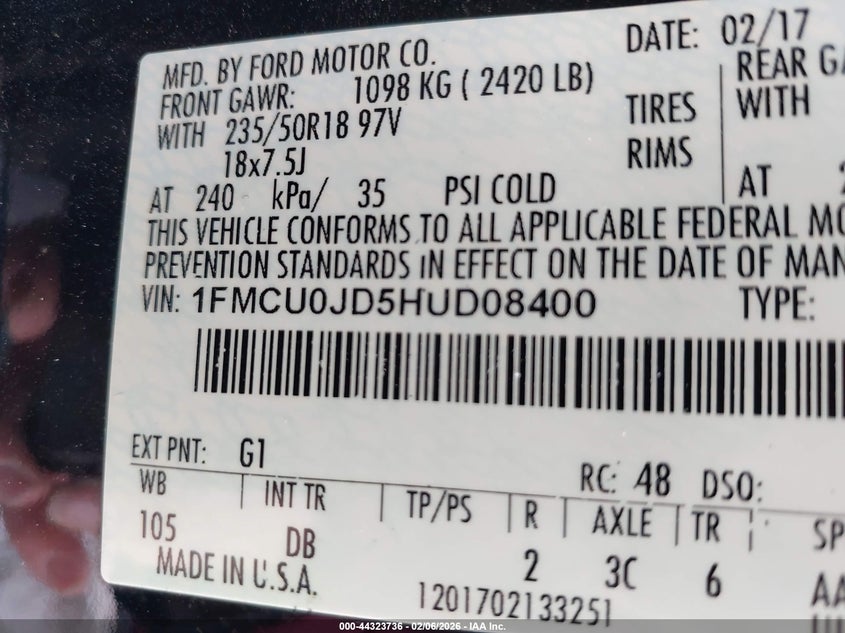 MFD. BY FORD MOTOR CO. DATE: 02/17
FRONT GAWR: 1098 KG ( 2420 LB) REAR
WITH 235/50R18 97V TIRES WITH
18x7.5J RIMS
AT 240 kPa/ 35 PSI COLD AT
THIS VEHICLE CONFORMS TO ALL APPLICABLE FEDERAL
PREVENTION STANDARDS IN EFFECT ON THE DATE OF
VIN: 1FMCU0JD5HUD08400 TYPE:
EXT PNT: G1 RC: 48 DSO:
WB INT TR TP/PS R AXLE TR
105 DB 2 3C 6
MADE IN U.S.A.
1201702133251
000-44323736 - 02/06/2026 - IAA Inc.